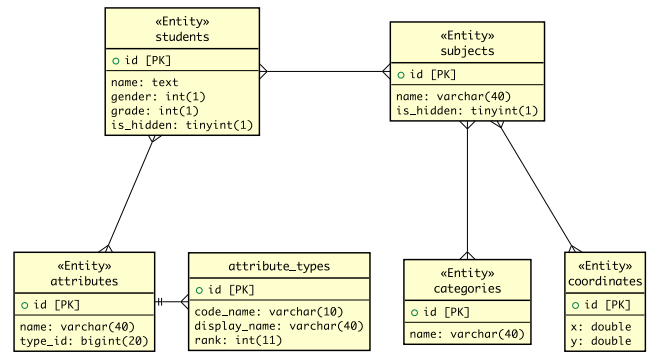 «Entity»
students
id [PK]
name: text
gender: int(1)
grade: int(1)
is_hidden: tinyint(1)
«Entity»
subjects
id [PK]
name: varchar(40)
is_hidden: tinyint(1)
«Entity»
attributes
id [PK]
name: varchar(40)
type_id: bigint(20)
attribute_types
id [PK]
code_name: varchar(10)
display_name: varchar(40)
rank: int(11)
«Entity»
categories
id [PK]
name: varchar(40)
«Entity»
coordinates
id [PK]
x: double
y: double